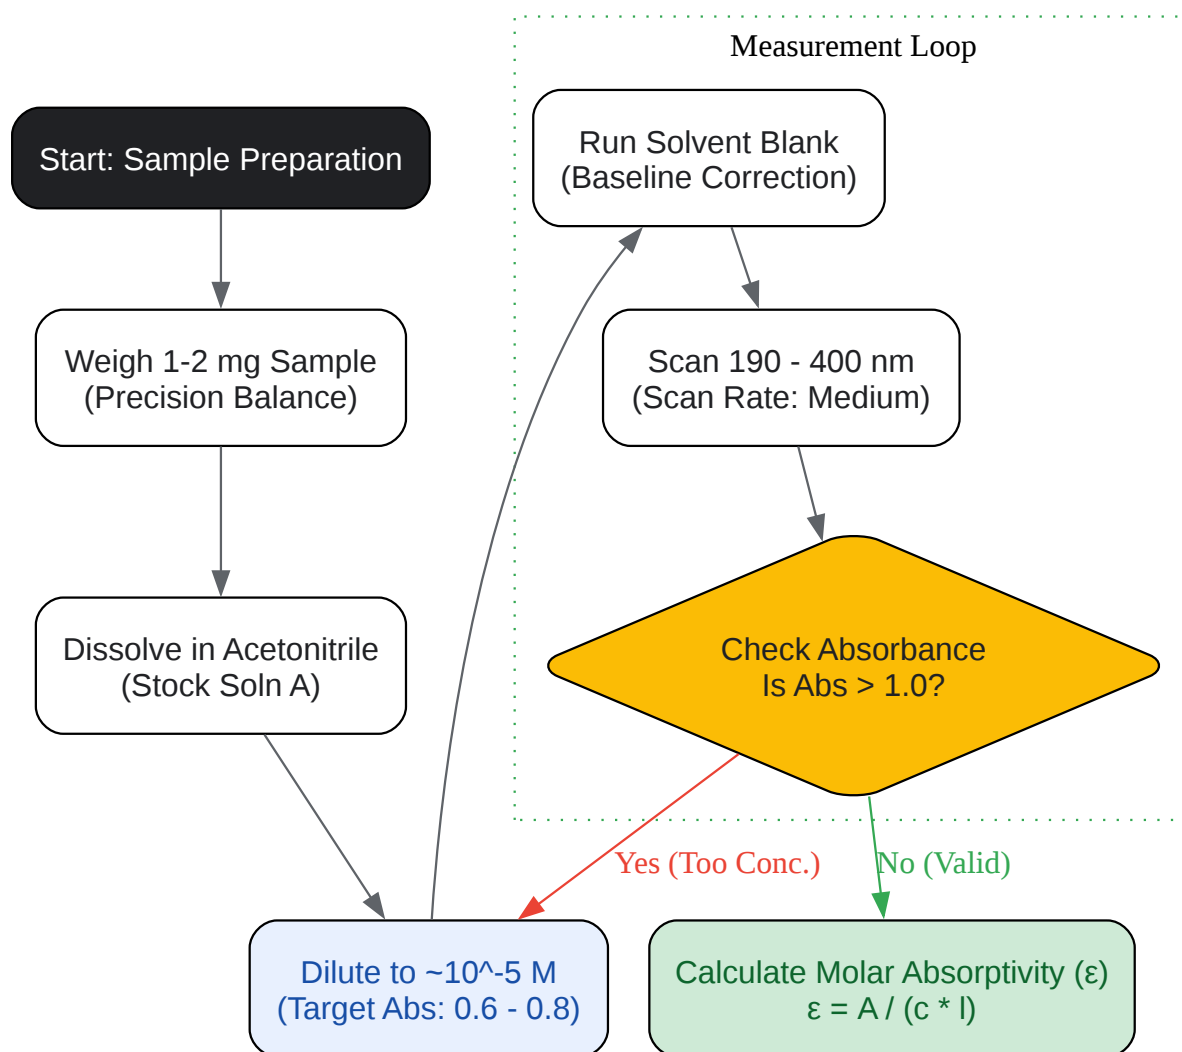 Measurement Loop
Start: Sample Preparation
Weigh 1-2 mg Sample
(Precision Balance)
Dissolve in Acetonitrile
(Stock Soln A)
Dilute to ~10^-5 M
(Target Abs: 0.6 - 0.8)
Run Solvent Blank
(Baseline Correction)
Scan 190 - 400 nm
(Scan Rate: Medium)
Check Absorbance
Is Abs > 1.0?
Yes (Too Conc.)
No (Valid)
Calculate Molar Absorptivity (ε)
ε = A / (c * l)